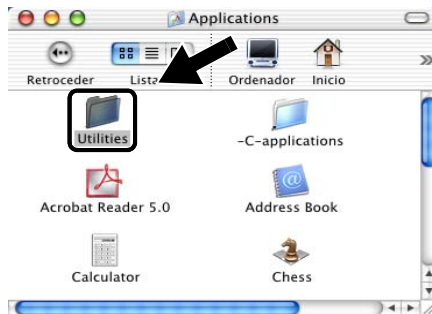 Applications
Retroceder Lista Ordenador Inicio
Utilities -C-applications
Acrobat Reader 5.0 Address Book
Calculator Chess